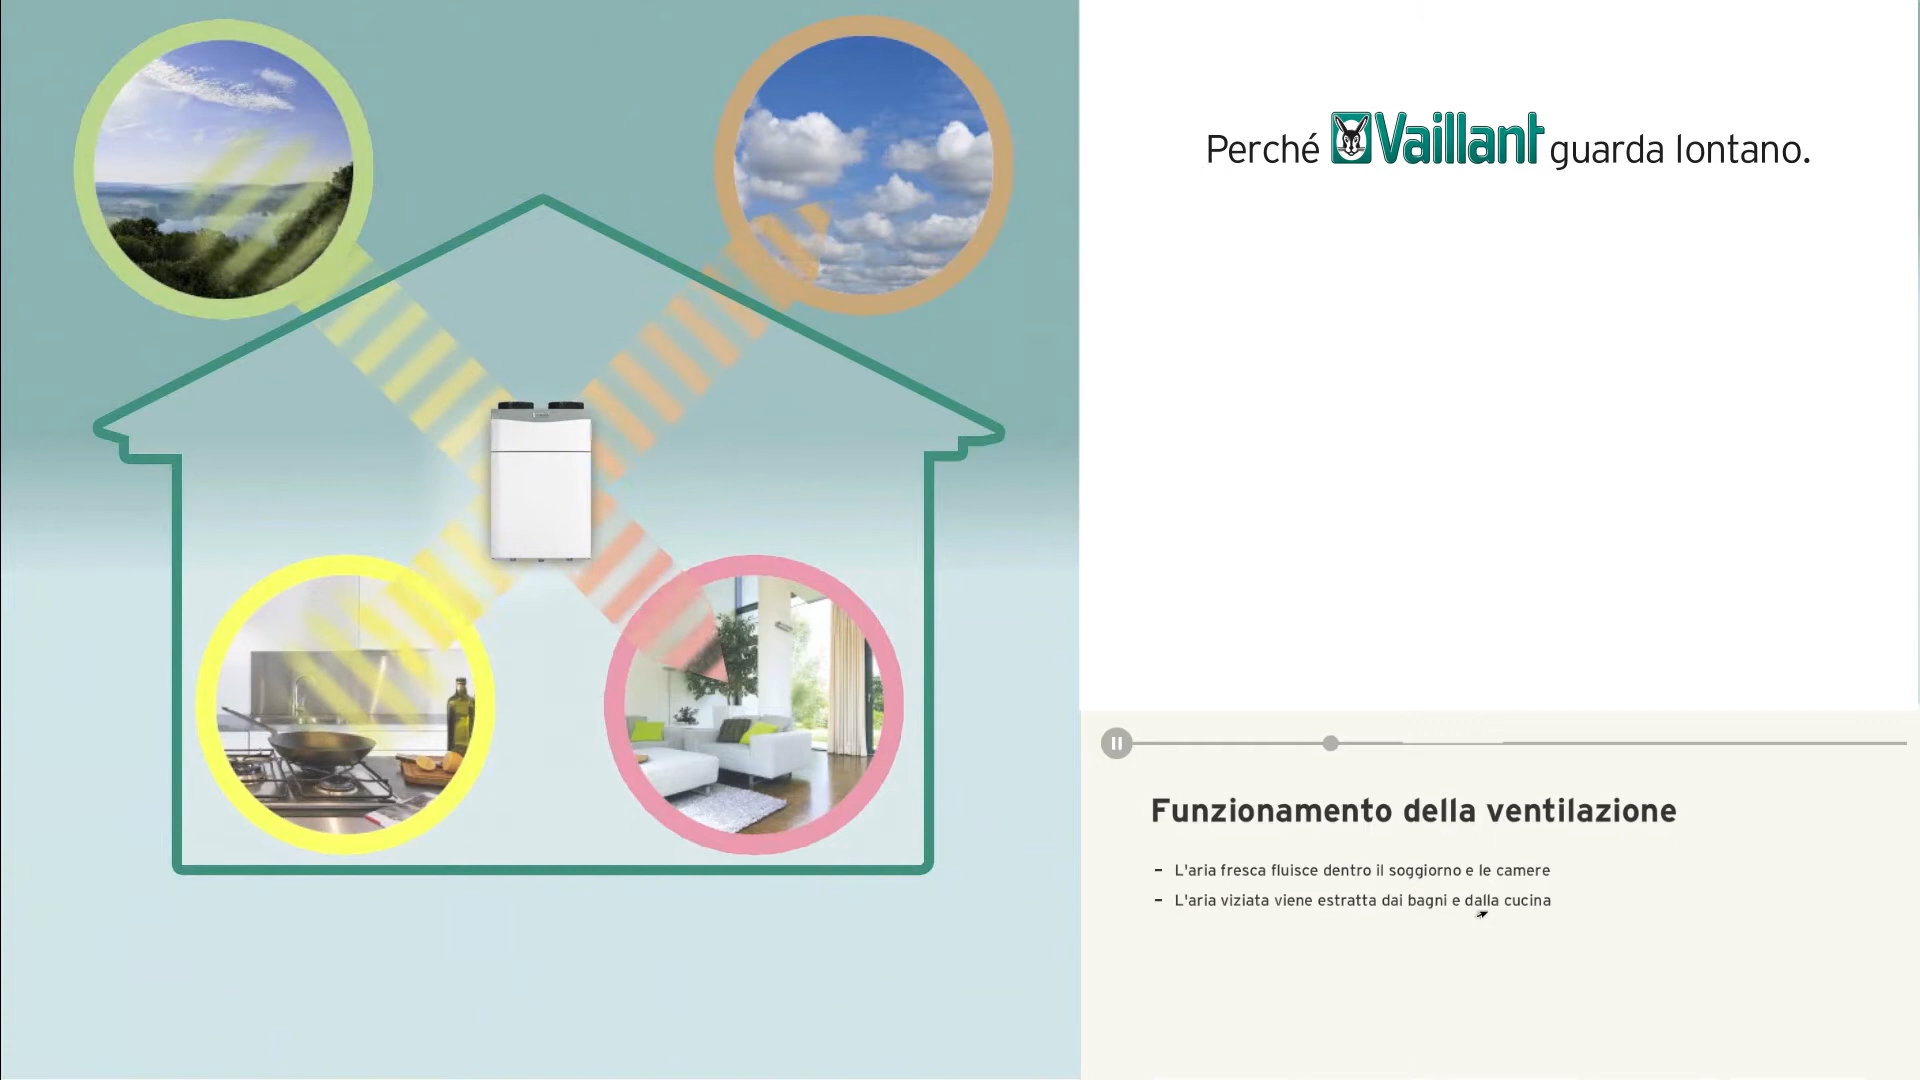 Perché Vaillant guarda lontano.
Funzionamento della ventilazione
- L'aria fresca fluisce dentro il soggiorno e le camere
- L'aria viziata viene estratta dai bagni e dalla cucina